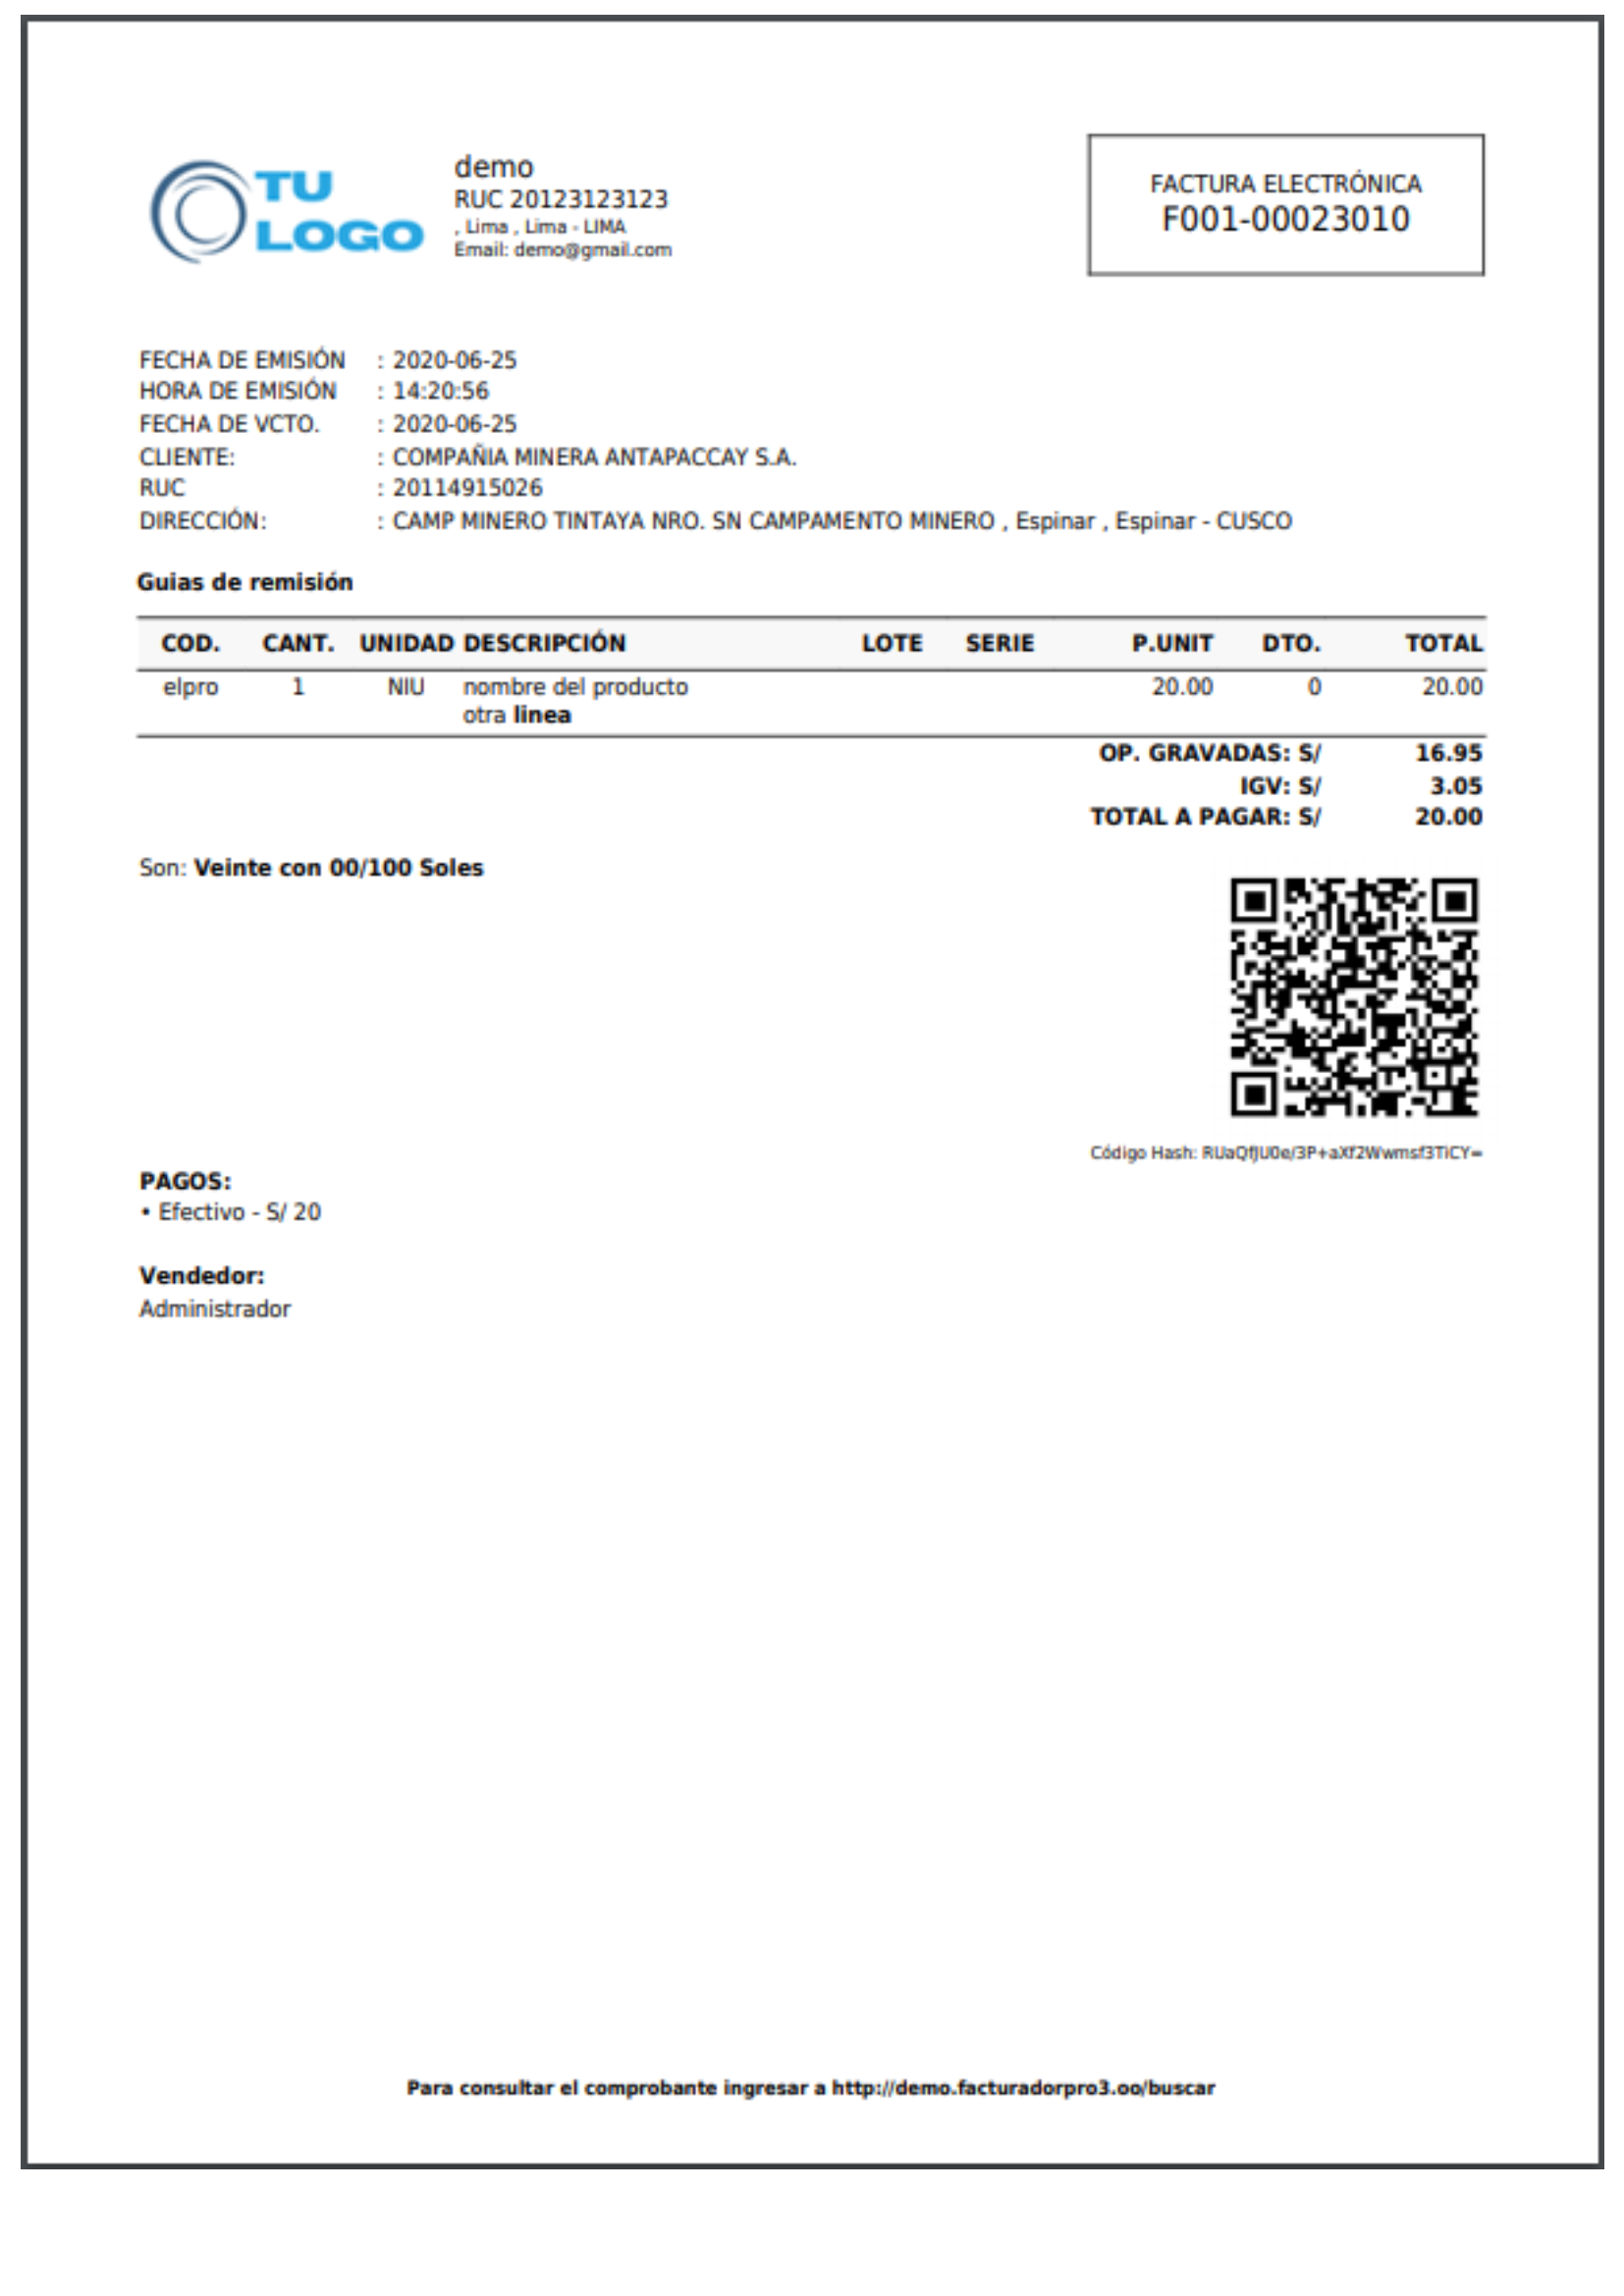 TU
LOGO
demo
RUC 20123123123
, Lima , Lima - LIMA
Email: demo@gmail.com
FACTURA ELECTRÓNICA
F001-00023010
FECHA DE EMISIÓN : 2020-06-25
HORA DE EMISIÓN : 14:20:56
FECHA DE VCTO. : 2020-06-25
CLIENTE: : COMPAÑIA MINERA ANTAPACCAY S.A.
RUC : 20114915026
DIRECCIÓN: : CAMP MINERO TINTAYA NRO. SN CAMPAMENTO MINERO , Espinar , Espinar - CUSCO
Guias de remisión
COD. CANT. UNIDAD DESCRIPCIÓN LOTE SERIE P.UNIT DTO. TOTAL
elpro 1 NIU nombre del producto 20.00 0 20.00
otra linea
OP. GRAVADAS: S/ 16.95
IGV: S/ 3.05
TOTAL A PAGAR: S/ 20.00
Son: Veinte con 00/100 Soles
Código Hash: RUaQfJU0e/3P+aXf2Wwmsf3TiCY=
PAGOS:
• Efectivo - S/ 20
Vendedor:
Administrador
Para consultar el comprobante ingresar a http://demo.facturadorpro3.oo/buscar